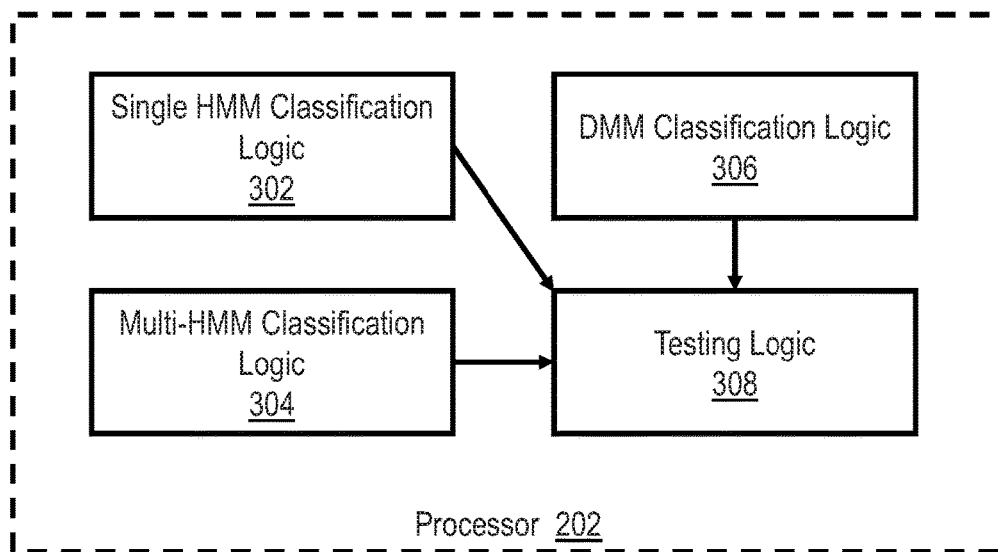 Single HMM Classification
Logic
302
DMM Classification Logic
306
Multi-HMM Classification
Logic
304
Testing Logic
308
Processor 202